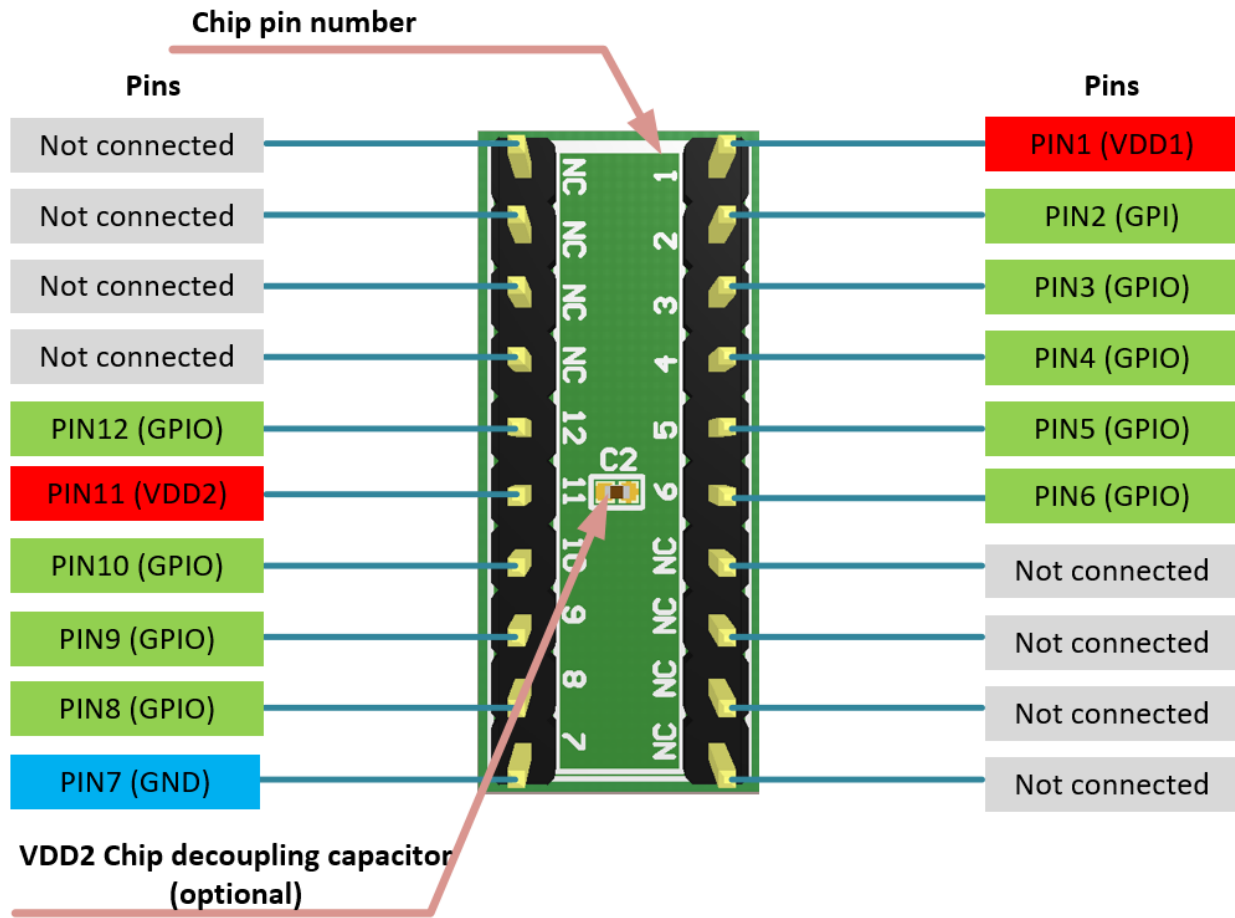 Chip pin number
Pins
Pins
Not connected
Not connected
Not connected
Not connected
PIN12 (GPIO)
PIN11 (VDD2)
PIN10 (GPIO)
PIN9 (GPIO)
PIN8 (GPIO)
PIN7 (GND)
NC
NC
NC
NC
12
11
10
9
8
7
C2
1
2
3
4
5
6
NC
NC
NC
NC
PIN1 (VDD1)
PIN2 (GPI)
PIN3 (GPIO)
PIN4 (GPIO)
PIN5 (GPIO)
PIN6 (GPIO)
Not connected
Not connected
Not connected
Not connected
VDD2 Chip decoupling capacitor
(optional)